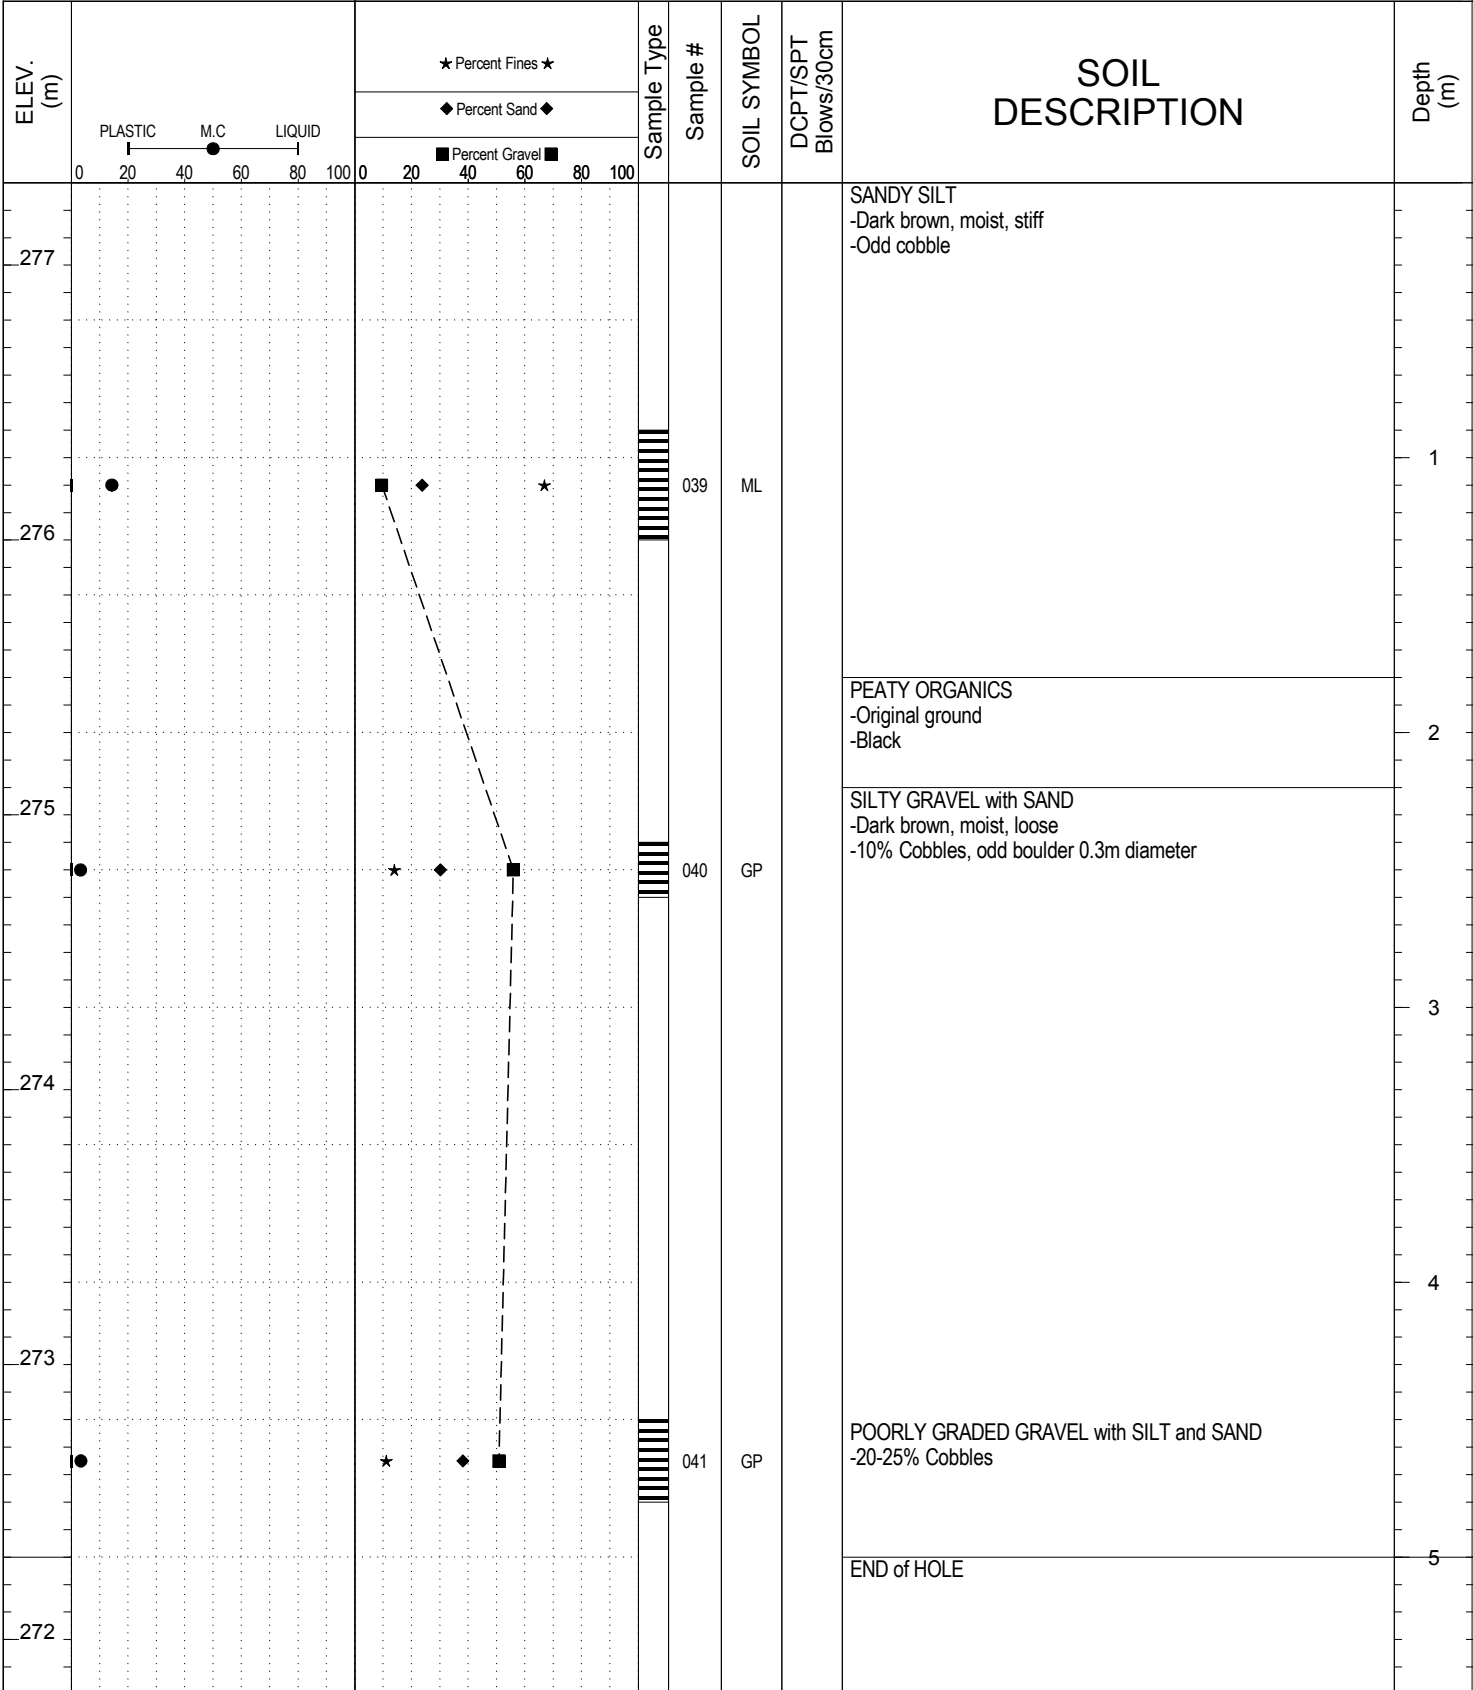 ELEV.
(m)
PLASTIC M.C LIQUID
0 20 40 60 80 100
★ Percent Fines ★
◆ Percent Sand ◆
■ Percent Gravel ■
0 20 40 60 80 100
Sample Type
Sample #
SOIL SYMBOL
DCPT/SPT
Blows/30cm
SOIL
DESCRIPTION
Depth
(m)
SANDY SILT
-Dark brown, moist, stiff
-Odd cobble
277
1
039 ML
276
PEATY ORGANICS
-Original ground
-Black
2
SILTY GRAVEL with SAND
-Dark brown, moist, loose
-10% Cobbles, odd boulder 0.3m diameter
275
040 GP
3
274
4
273
POORLY GRADED GRAVEL with SILT and SAND
-20-25% Cobbles
041 GP
5
END of HOLE
272